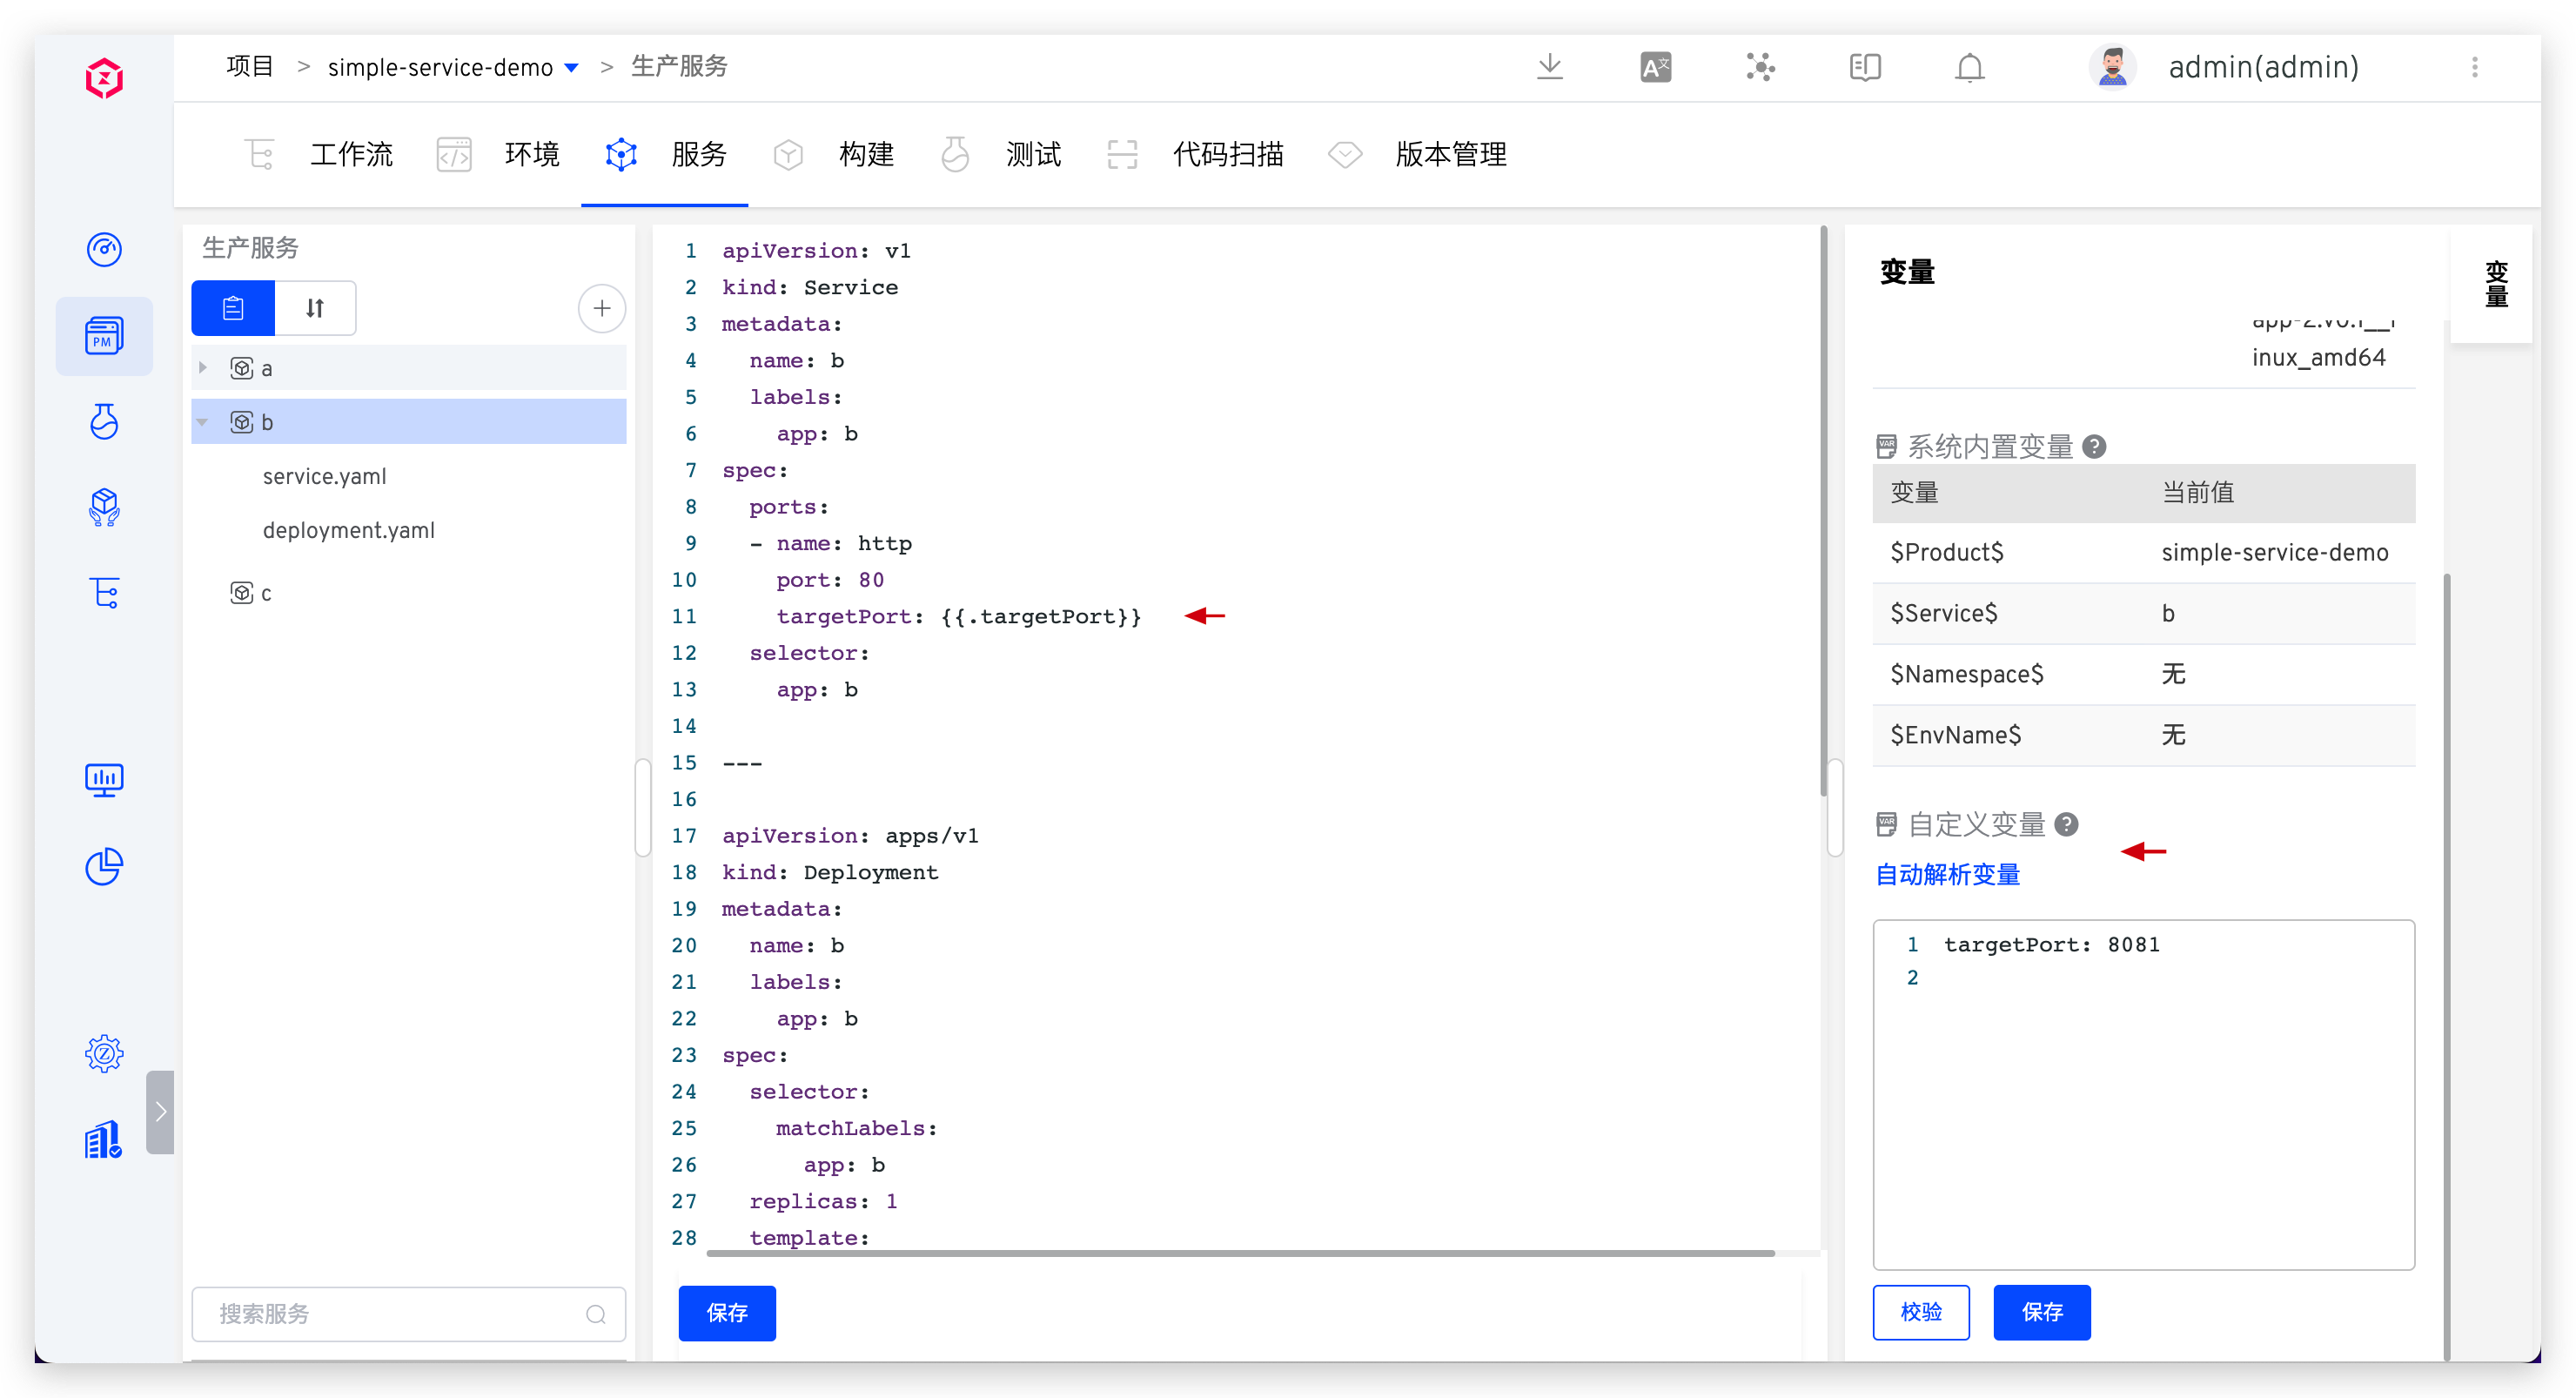 项目 > simple-service-demo > 生产服务
admin(admin)
工作流 环境 服务 构建 测试 代码扫描 版本管理
PM
生产服务
a
b
service.yaml
deployment.yaml
c
搜索服务
1 apiVersion: v1
2 kind: Service
3 metadata:
4 name: b
5 labels:
6 app: b
7 spec:
8 ports:
9 - name: http
10 port: 80
11 targetPort: {{.targetPort}}
12 selector:
13 app: b
14
15 ---
16
17 apiVersion: apps/v1
18 kind: Deployment
19 metadata:
20 name: b
21 labels:
22 app: b
23 spec:
24 selector:
25 matchLabels:
26 app: b
27 replicas: 1
28 template:
保存
变量
变量
inux_amd64
系统内置变量
变量 当前值
$Product$ simple-service-demo
$Service$ b
$Namespace$ 无
$EnvName$ 无
自定义变量
自动解析变量
1 targetPort: 8081
2
校验 保存